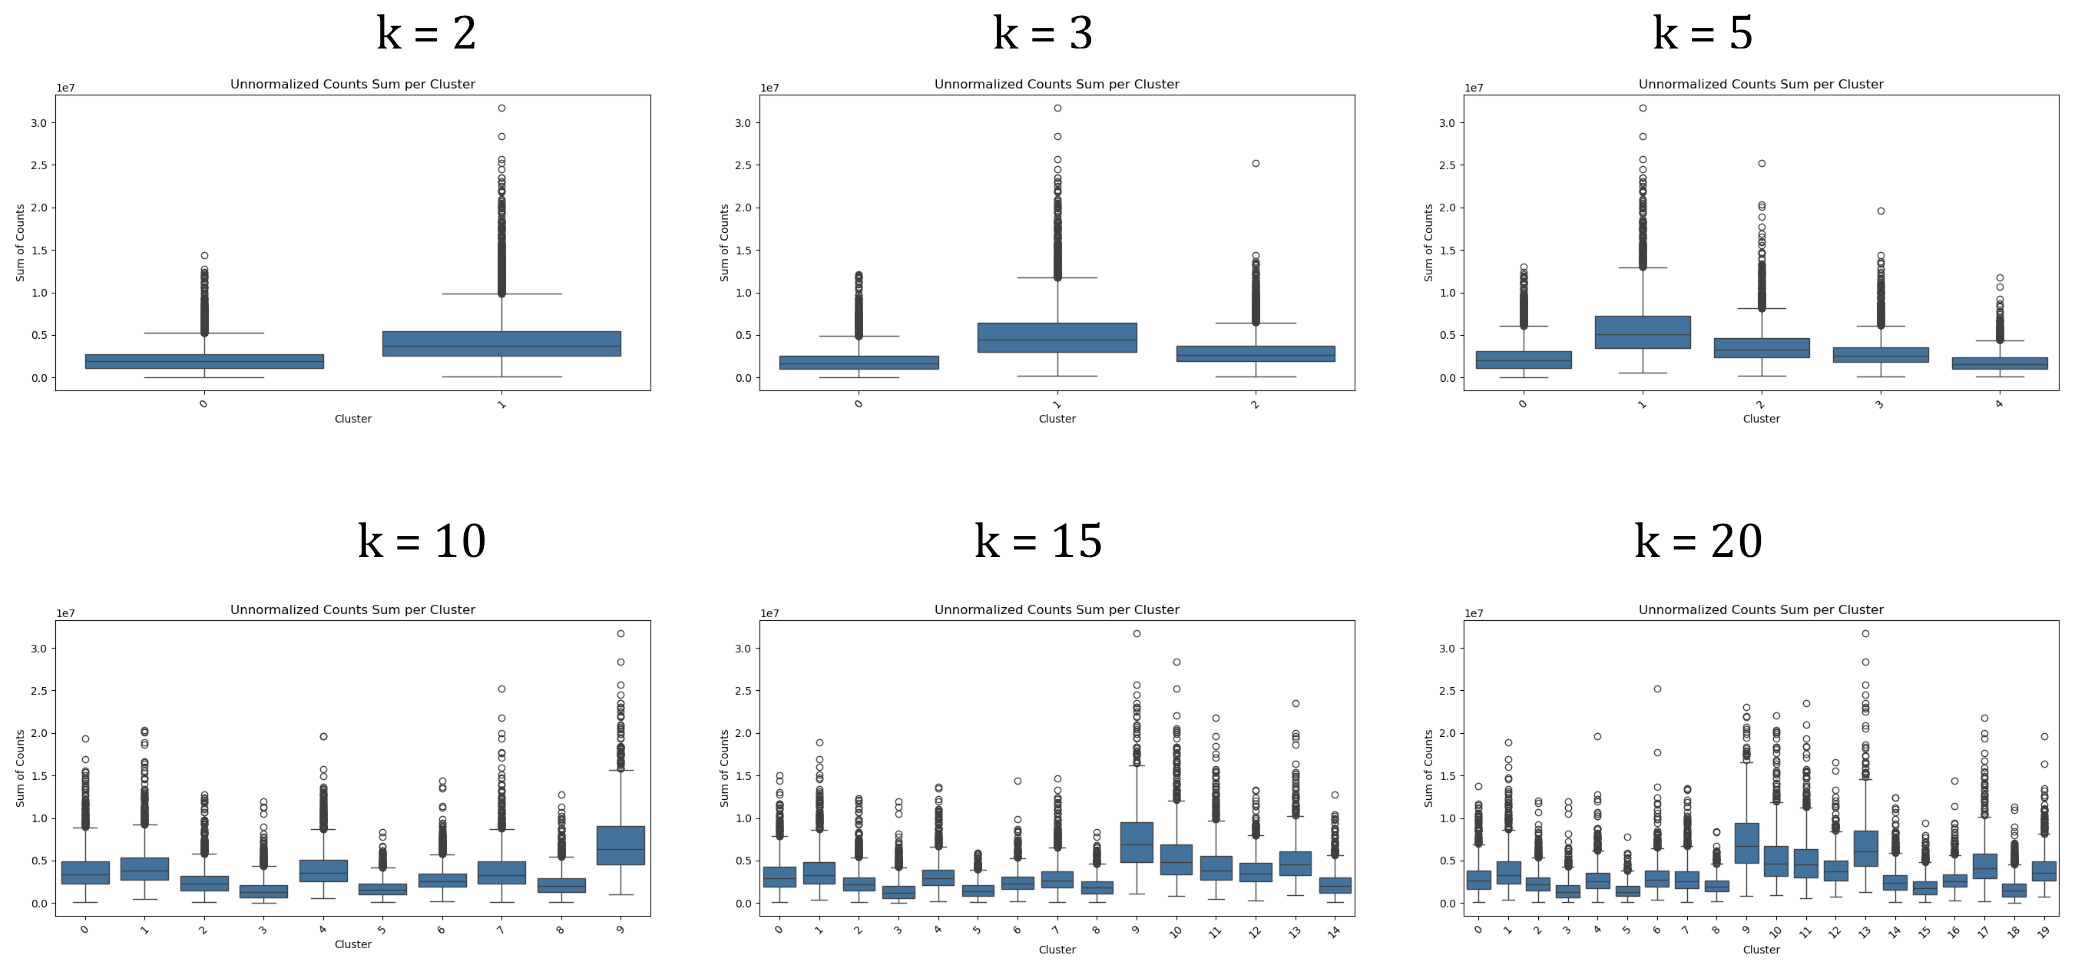 k = 2
k = 3
k = 5
Unnormalized Counts Sum per Cluster
1e7
Sum of Counts
3.0
2.5
2.0
1.5
1.0
0.5
0.0
0 1
Cluster
Unnormalized Counts Sum per Cluster
1e7
Sum of Counts
3.0
2.5
2.0
1.5
1.0
0.5
0.0
0 1 2
Cluster
Unnormalized Counts Sum per Cluster
1e7
Sum of Counts
3.0
2.5
2.0
1.5
1.0
0.5
0.0
0 1 2 3 4
Cluster
k = 10
k = 15
k = 20
Unnormalized Counts Sum per Cluster
1e7
Sum of Counts
3.0
2.5
2.0
1.5
1.0
0.5
0.0
0 1 2 3 4 5 6 7 8 9
Cluster
Unnormalized Counts Sum per Cluster
1e7
Sum of Counts
3.0
2.5
2.0
1.5
1.0
0.5
0.0
0 1 2 3 4 5 6 7 8 9 10 11 12 13 14
Cluster
Unnormalized Counts Sum per Cluster
1e7
Sum of Counts
3.0
2.5
2.0
1.5
1.0
0.5
0.0
0 1 2 3 4 5 6 7 8 9 10 11 12 13 14 15 16 17 18 19
Cluster